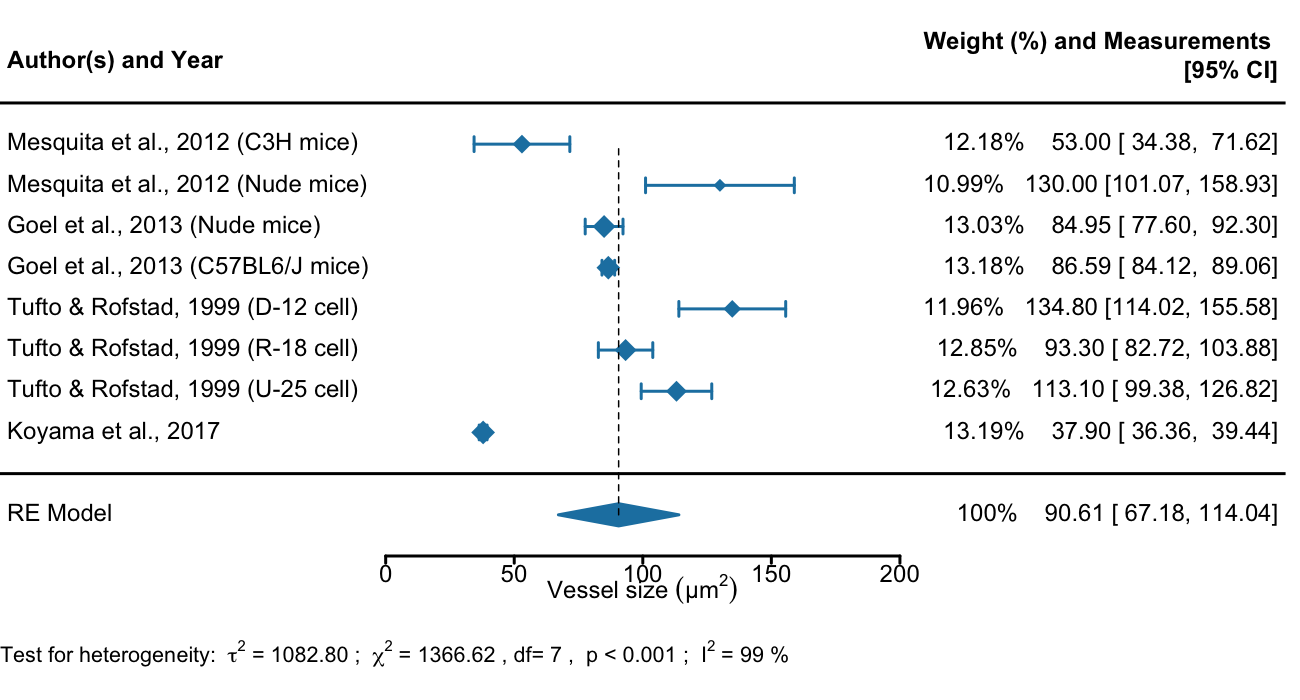 Weight (%) and Measurements
Author(s) and Year
[95% CI]
Mesquita et al., 2012 (C3H mice) 12.18% 53.00 [ 34.38, 71.62]
Mesquita et al., 2012 (Nude mice) 10.99% 130.00 [101.07, 158.93]
Goel et al., 2013 (Nude mice) 13.03% 84.95 [ 77.60, 92.30]
Goel et al., 2013 (C57BL6/J mice) 13.18% 86.59 [ 84.12, 89.06]
Tufto & Rofstad, 1999 (D-12 cell) 11.96% 134.80 [114.02, 155.58]
Tufto & Rofstad, 1999 (R-18 cell) 12.85% 93.30 [ 82.72, 103.88]
Tufto & Rofstad, 1999 (U-25 cell) 12.63% 113.10 [ 99.38, 126.82]
Koyama et al., 2017 13.19% 37.90 [ 36.36, 39.44]
RE Model 100% 90.61 [ 67.18, 114.04]
0 50 100 150 200
Vessel size (μm²)
Test for heterogeneity: τ² = 1082.80 ; χ² = 1366.62 , df= 7 , p < 0.001 ; I² = 99 %